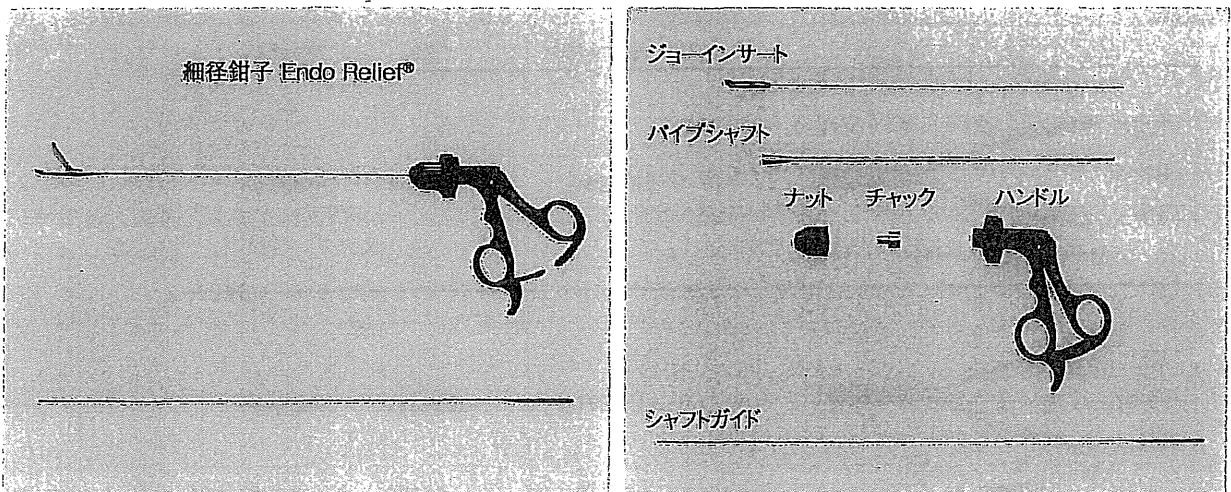 細径鉗子 Endo Relief®
ジョーインサート
パイプシャフト
ナット
チャック
ハンドル
シャフトガイド